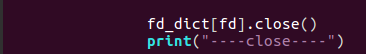 fd_dict[fd].close()
print("----close----")